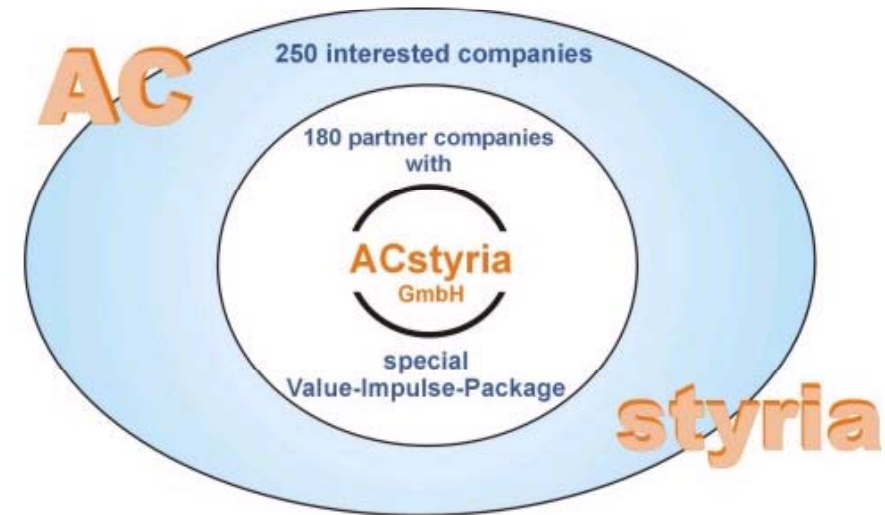 AC
250 interested companies
180 partner companies
with
ACstyria
GmbH
special
Value-Impulse-Package
styria